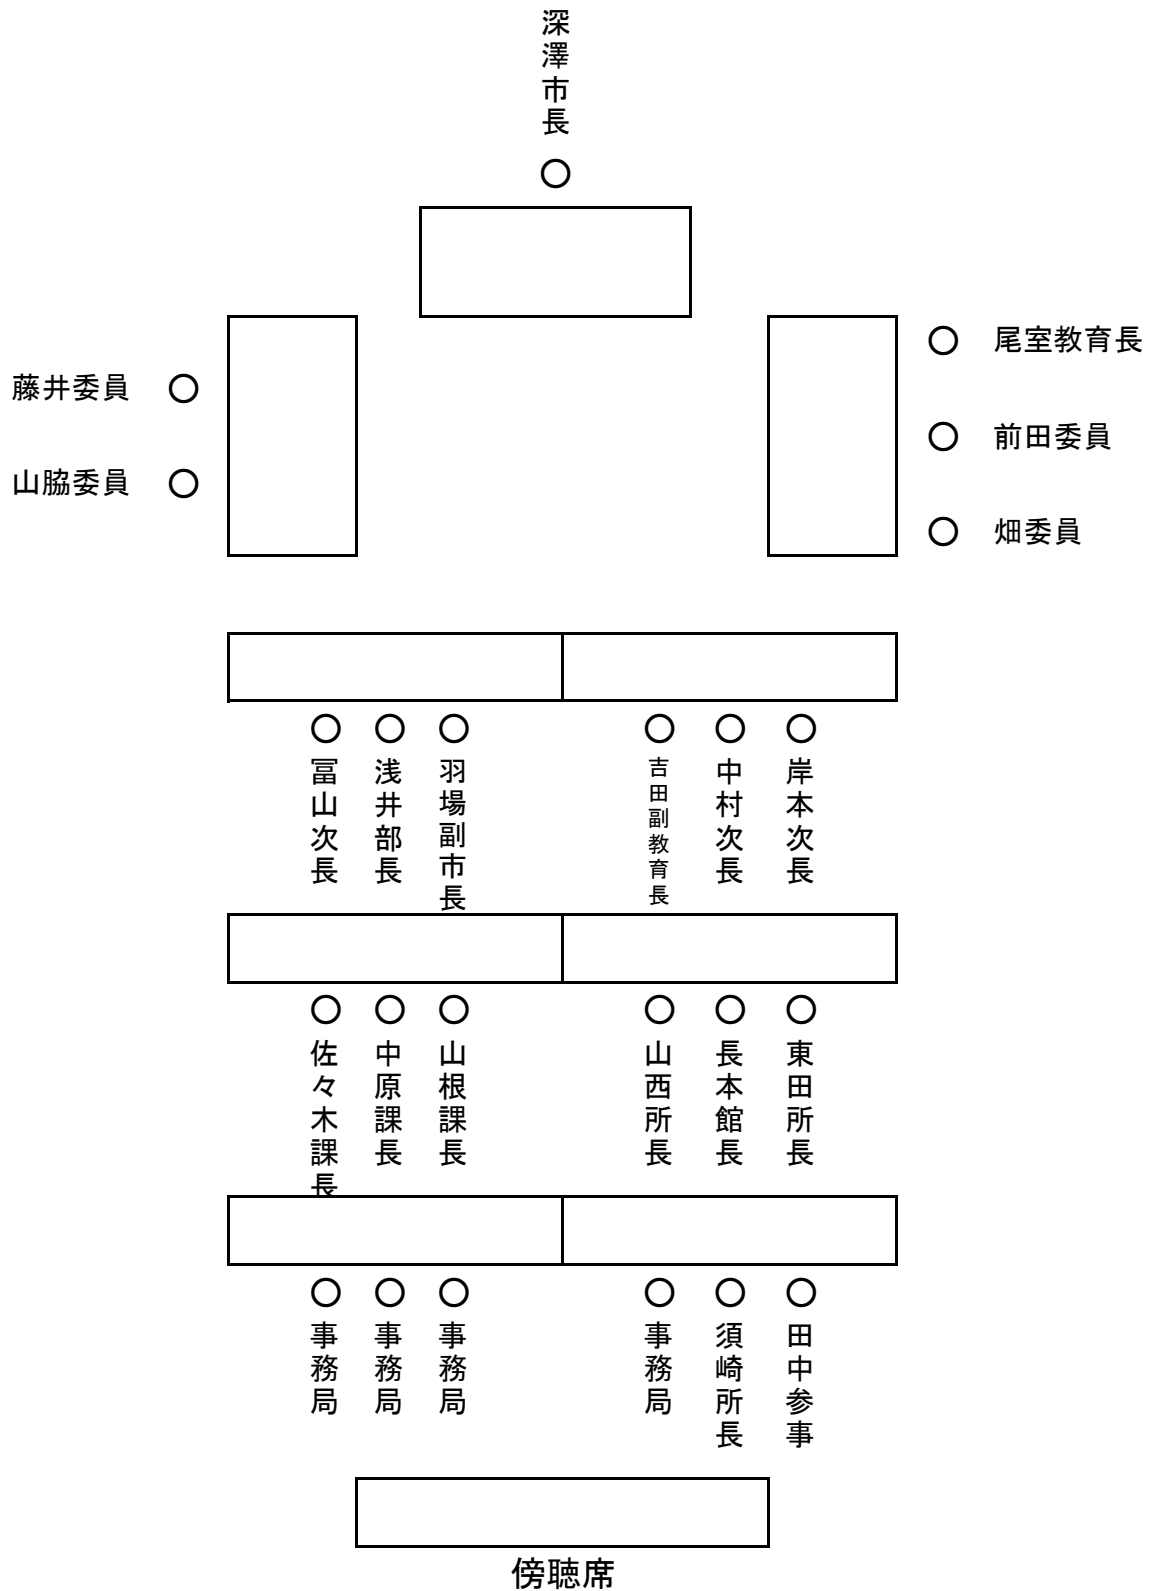 深澤市長
尾室教育長
藤井委員
前田委員
山脇委員
畑委員
冨山次長
浅井部長
羽場副市長
吉田副教育長
中村次長
岸本次長
佐々木課長
中原課長
山根課長
山西所長
長本館長
東田所長
事務局
事務局
事務局
事務局
須崎所長
田中参事
傍聴席